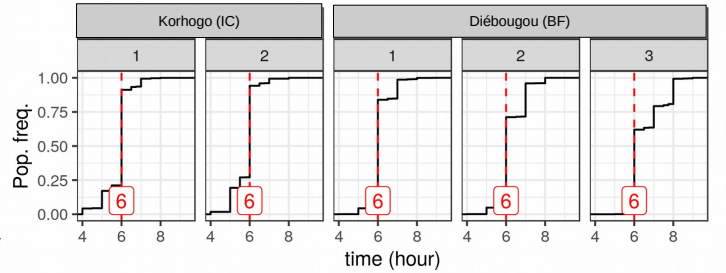 Korhogo (IC) Diébougou (BF)
1 2 1 2 3
1.00
0.75
0.50
0.25
0.00
Pop. freq.
6 6 6 6 6
4 6 8 4 6 8 4 6 8 4 6 8 4 6 8
time (hour)